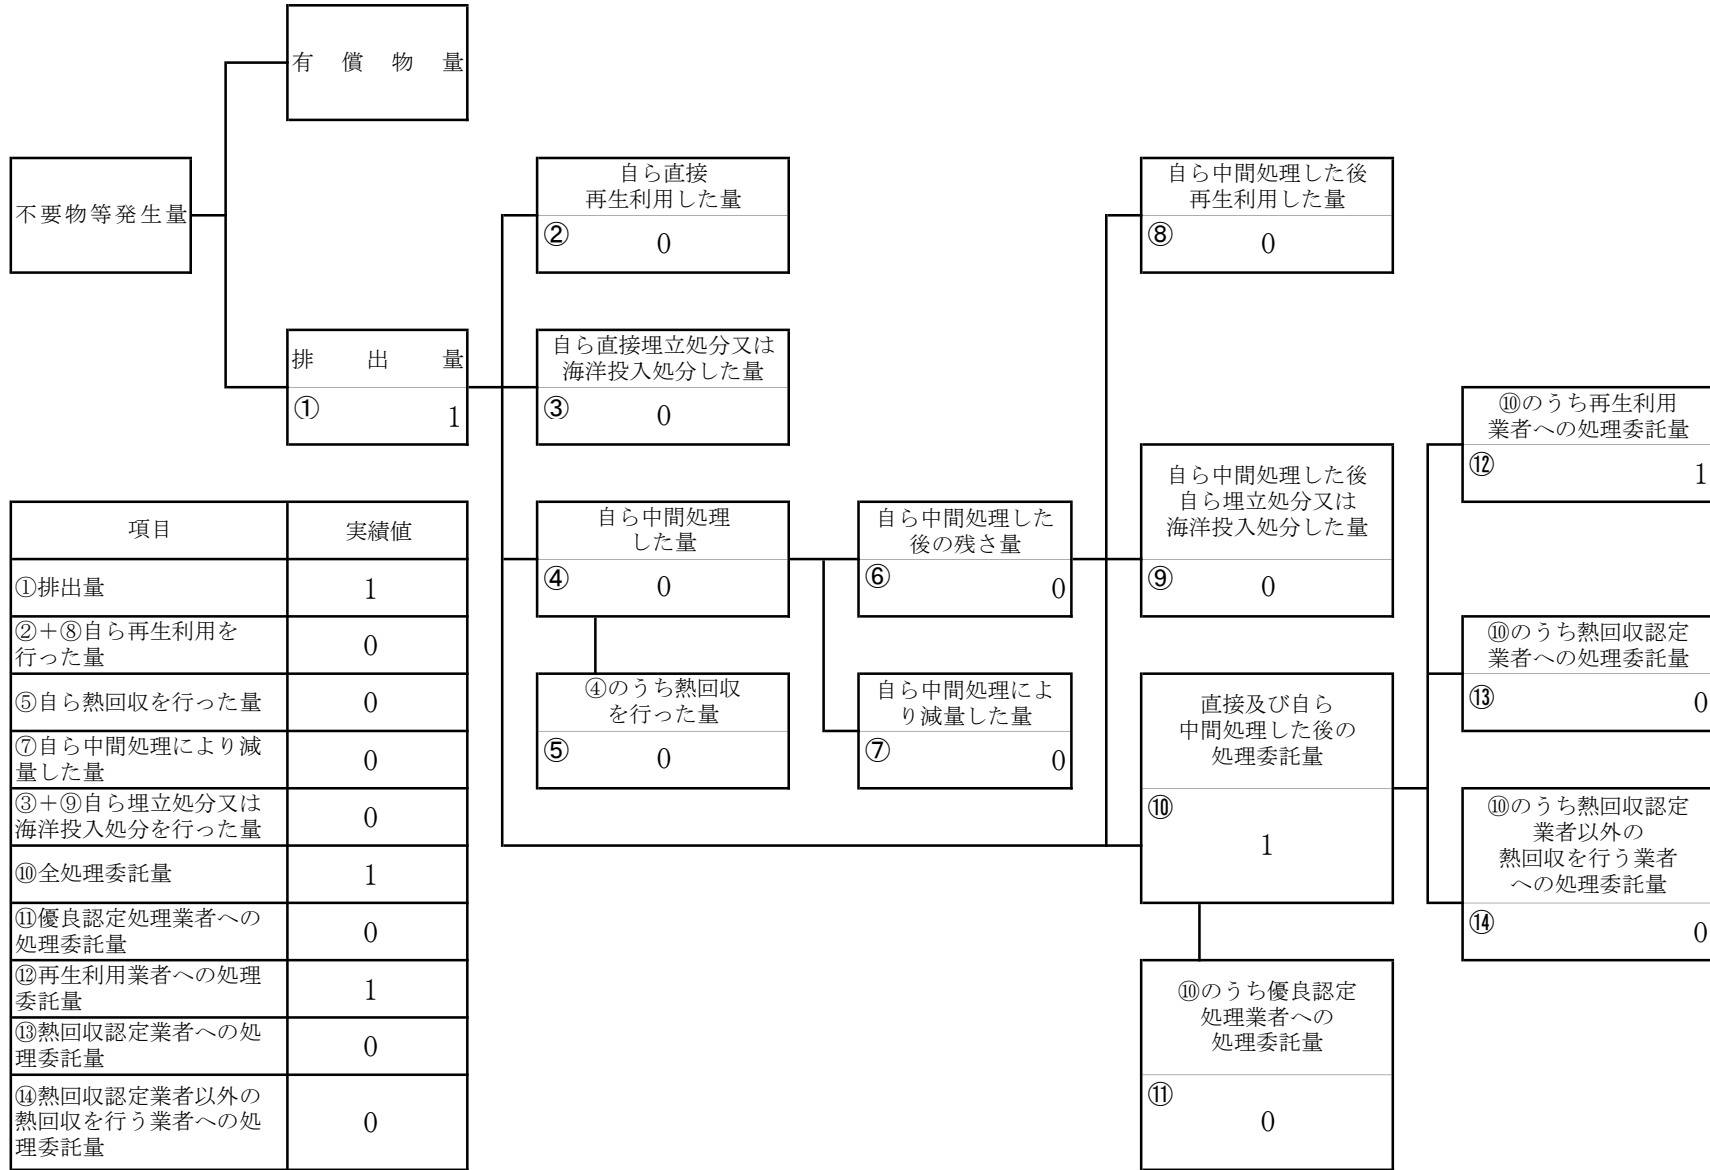 有償物量
不要物等発生量
排出量
① 1
自ら直接
再生利用した量
② 0
自ら直接埋立処分又は
海洋投入処分した量
③ 0
自ら中間処理
した量
④ 0
④のうち熱回収
を行った量
⑤ 0
自ら中間処理した
後の残さ量
⑥ 0
自ら中間処理によ
り減量した量
⑦ 0
自ら中間処理した後
再生利用した量
⑧ 0
自ら中間処理した後
自ら埋立処分又は
海洋投入処分した量
⑨ 0
直接及び自ら
中間処理した後の
処理委託量
⑩
1
⑩のうち優良認定
処理業者への
処理委託量
⑪
0
⑩のうち再生利用
業者への処理委託量
⑫ 1
⑩のうち熱回収認定
業者への処理委託量
⑬ 0
⑩のうち熱回収認定
業者以外の
熱回収を行う業者
への処理委託量
⑭ 0
項目 実績値
①排出量 1
②+⑧自ら再生利用を
行った量 0
⑤自ら熱回収を行った量 0
⑦自ら中間処理により減
量した量 0
③+⑨自ら埋立処分又は
海洋投入処分を行った量 0
⑩全処理委託量 1
⑪優良認定処理業者への
処理委託量 0
⑫再生利用業者への処理
委託量 1
⑬熱回収認定業者への処
理委託量 0
⑭熱回収認定業者以外の
熱回収を行う業者への処
理委託量 0